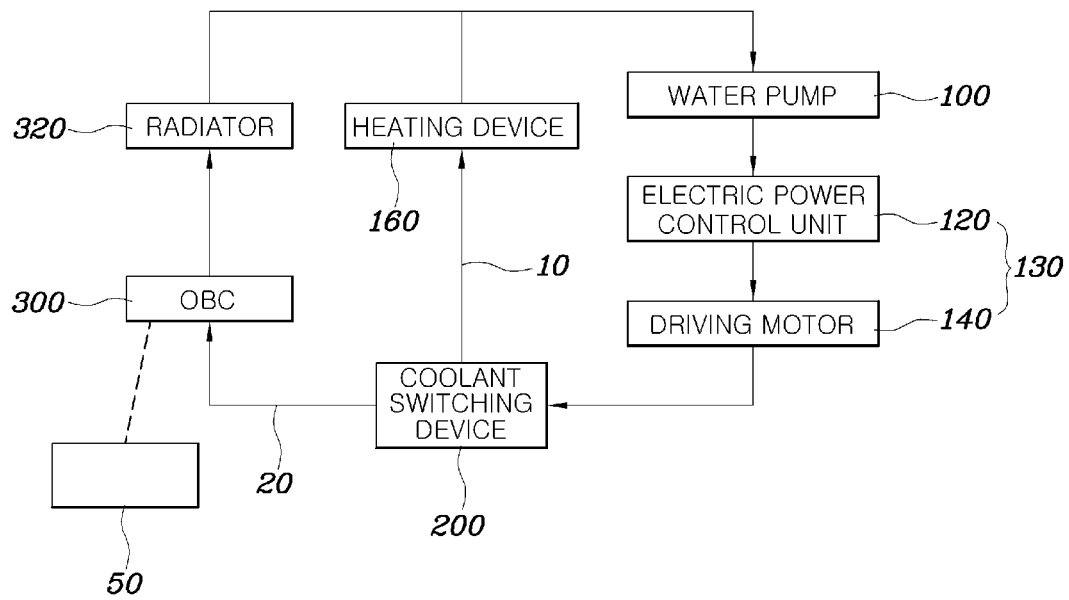 WATER PUMP
100
320
RADIATOR
HEATING DEVICE
160
ELECTRIC POWER
CONTROL UNIT
120
130
10
300
OBC
DRIVING MOTOR
140
COOLANT
SWITCHING
DEVICE
20
200
50